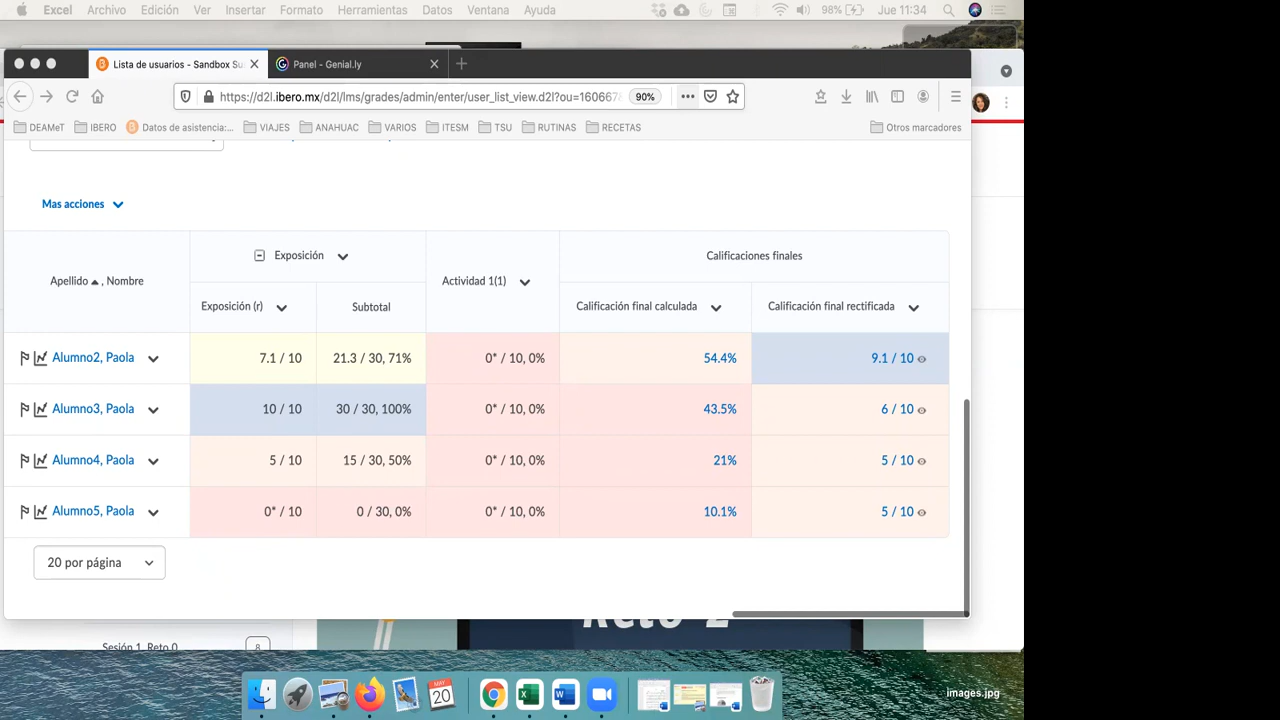 Excel Archivo Edición Ver Insertar Formato Herramientas Datos Ventana Ayuda 98% Jue 11:34
Lista de usuarios - Sandbox Su Panel - Genial.ly
https://d2l.ibero.mx/d2l/lms/grades/admin/enter/user_list_view.d2l?ou=160667 90%
DEAMeT IBERO Datos de asistencia:... VIAJES ANAHUAC VARIOS ITESM TSU RUTINAS RECETAS Otros marcadores
Mas acciones
Exposición Calificaciones finales
Apellido , Nombre Actividad 1(1)
Exposición (r) Subtotal Calificación final calculada Calificación final rectificada
Alumno2, Paola 7.1 / 10 21.3 / 30, 71% 0* / 10, 0% 54.4% 9.1 / 10
Alumno3, Paola 10 / 10 30 / 30, 100% 0* / 10, 0% 43.5% 6 / 10
Alumno4, Paola 5 / 10 15 / 30, 50% 0* / 10, 0% 21% 5 / 10
Alumno5, Paola 0* / 10 0 / 30, 0% 0* / 10, 0% 10.1% 5 / 10
20 por página
Reto 2
Sesión 1. Reto 0 8
MAY 20
images.jpg